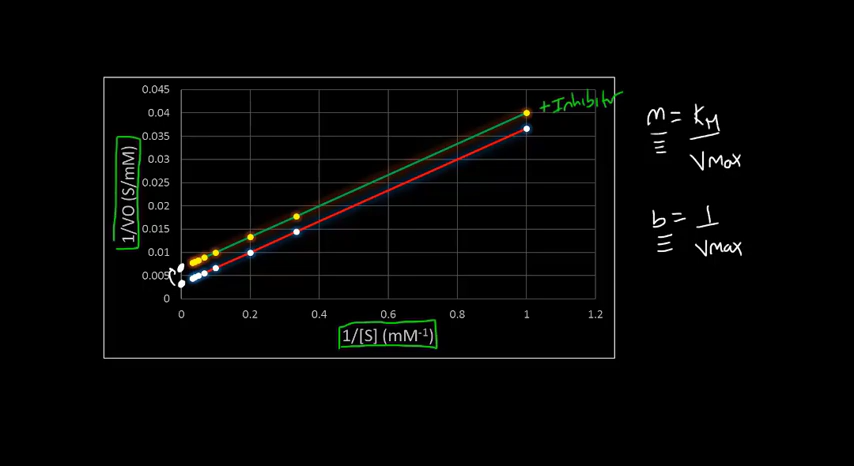 0.045
0.04
0.035
0.03
0.025
0.02
0.015
0.01
0.005
0
1/VO (S/mM)
0 0.2 0.4 0.6 0.8 1 1.2
1/[S] (mM⁻¹)
+ Inhibitor
m = KM
Vmax
b = 1
Vmax